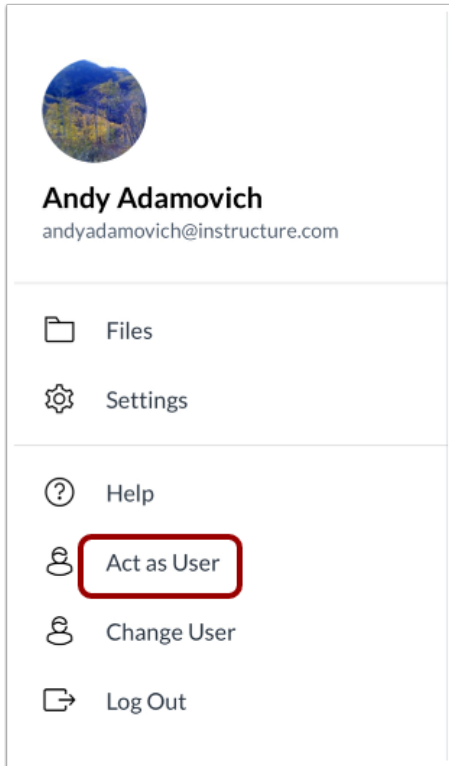 Andy Adamovich
andyadamovich@instructure.com
Files
Settings
Help
Act as User
Change User
Log Out